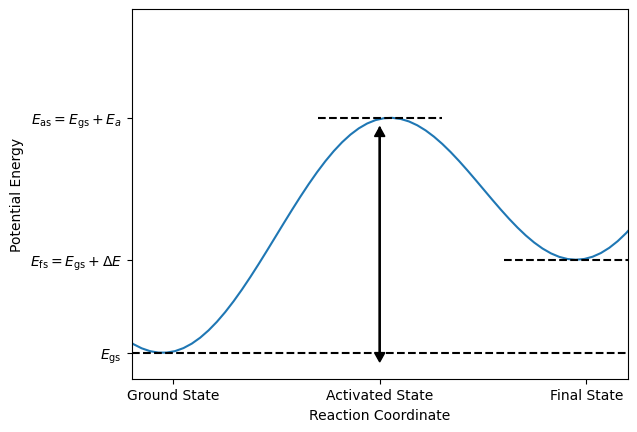 E_as = E_gs + E_a
E_fs = E_gs + ΔE
E_gs
Potential Energy
Ground State
Activated State
Final State
Reaction Coordinate